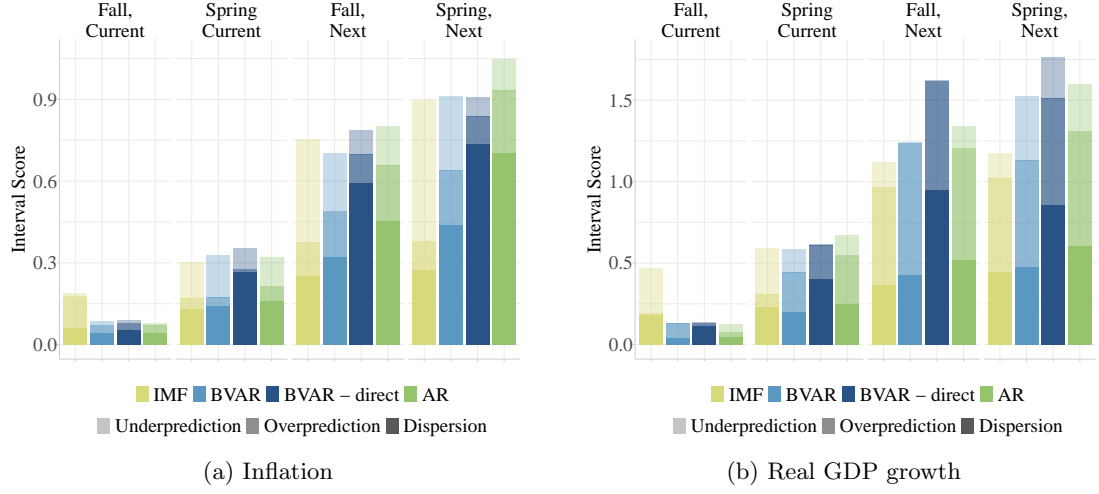 Fall,
Current
Spring
Current
Fall,
Next
Spring,
Next
Interval Score
0.9
0.6
0.3
0.0
IMF BVAR BVAR − direct AR
Underprediction Overprediction Dispersion
(a) Inflation
Fall,
Current
Spring
Current
Fall,
Next
Spring,
Next
Interval Score
1.5
1.0
0.5
0.0
IMF BVAR BVAR − direct AR
Underprediction Overprediction Dispersion
(b) Real GDP growth